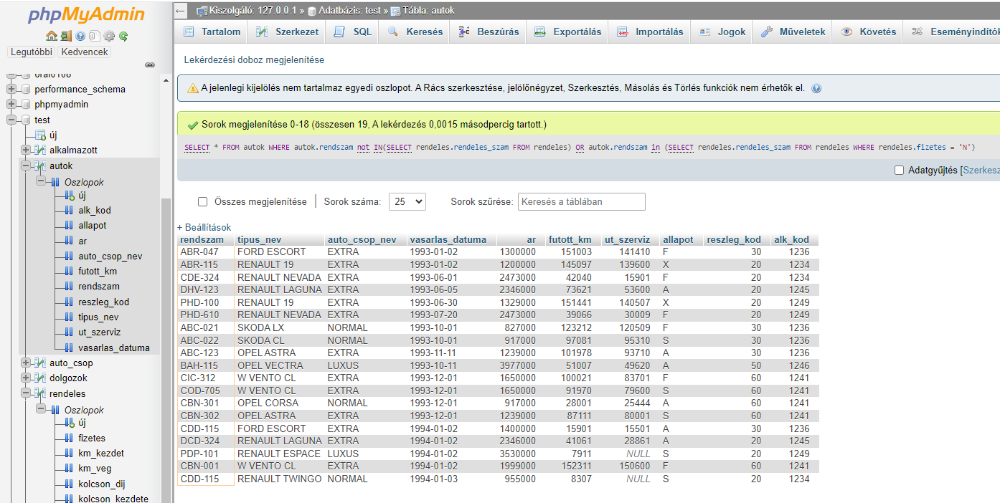 phpMyAdmin
Legutóbbi Kedvencek
performance_schema
phpmyadmin
test
új
alkalmazott
autok
Oszlopok
új
alk_kod
allapot
ar
auto_csop_nev
futott_km
rendszam
reszleg_kod
tipus_nev
ut_szerviz
vasarlas_datuma
auto_csop
dolgozok
rendeles
Oszlopok
új
fizetes
km_kezdet
km_veg
kolcson_dij
kolcson_kezdete
← Kiszolgáló: 127.0.0.1 » Adatbázis: test » Tábla: autok
Tartalom Szerkezet SQL Keresés Beszúrás Exportálás Importálás Jogok Műveletek Követés Eseményindítók
Lekérdezési doboz megjelenítése
A jelenlegi kijelölés nem tartalmaz egyedi oszlopot. A Rács szerkesztése, jelölőnégyzet, Szerkesztés, Másolás és Törlés funkciók nem érhetők el.
Sorok megjelenítése 0-18 (összesen 19, A lekérdezés 0,0015 másodpercig tartott.)
SELECT * FROM autok WHERE autok.rendszam not IN(SELECT rendeles.rendeles_szam FROM rendeles) OR autok.rendszam in (SELECT rendeles.rendeles_szam FROM rendeles WHERE rendeles.fizetes = 'N')
Adatgyűjtés [Szerkesz
Összes megjelenítése | Sorok száma: 25 Sorok szűrése: Keresés a táblában
+ Beállítások
rendszam tipus_nev auto_csop_nev vasarlas_datuma ar futott_km ut_szerviz allapot reszleg_kod alk_kod
ABR-047 FORD ESCORT EXTRA 1993-01-02 1300000 151003 141410 F 30 1236
ABR-115 RENAULT 19 EXTRA 1993-01-02 1200000 145097 139600 X 20 1234
CDE-324 RENAULT NEVADA EXTRA 1993-06-01 2473000 42040 15901 F 20 1234
DHV-123 RENAULT LAGUNA EXTRA 1993-06-05 2346000 73621 53600 A 20 1245
PHD-100 RENAULT 19 EXTRA 1993-06-30 1329000 151441 140507 X 20 1249
PHD-610 RENAULT NEVADA EXTRA 1993-07-20 2473000 39066 30009 F 20 1249
ABC-021 SKODA LX NORMAL 1993-10-01 827000 123212 120509 F 30 1236
ABC-022 SKODA CL NORMAL 1993-10-01 917000 97081 95310 S 30 1236
ABC-123 OPEL ASTRA EXTRA 1993-11-11 1239000 101978 93710 A 30 1236
BAH-115 OPEL VECTRA LUXUS 1993-10-11 3977000 51007 49620 A 50 1246
CIC-312 W VENTO CL EXTRA 1993-12-01 1650000 100021 83701 F 60 1241
COD-705 W VENTO CL EXTRA 1993-12-01 1650000 91970 79600 S 60 1241
CBN-301 OPEL CORSA NORMAL 1993-12-01 917000 28001 25444 A 60 1241
CBN-302 OPEL ASTRA EXTRA 1993-12-01 1239000 87111 80001 S 60 1241
CDD-115 FORD ESCORT EXTRA 1994-01-02 1400000 15901 15501 A 30 1236
DCD-324 RENAULT LAGUNA EXTRA 1994-01-02 2346000 41061 28861 A 20 1245
PDP-101 RENAULT ESPACE LUXUS 1994-01-02 3530000 7911 NULL S 20 1249
CBN-001 W VENTO CL EXTRA 1994-01-02 1999000 152311 150600 F 60 1241
CDD-115 RENAULT TWINGO NORMAL 1994-01-03 955000 8307 NULL S 20 1234